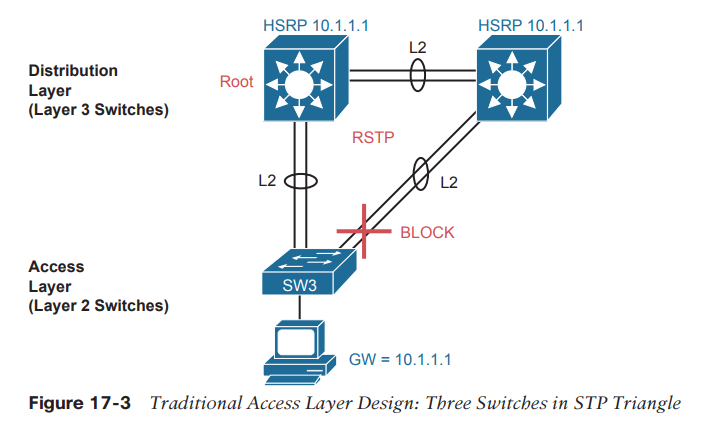 HSRP 10.1.1.1
HSRP 10.1.1.1
L2
Distribution
Layer
(Layer 3 Switches)
Root
RSTP
L2
L2
BLOCK
Access
Layer
(Layer 2 Switches)
SW3
GW = 10.1.1.1
Figure 17-3 Traditional Access Layer Design: Three Switches in STP Triangle